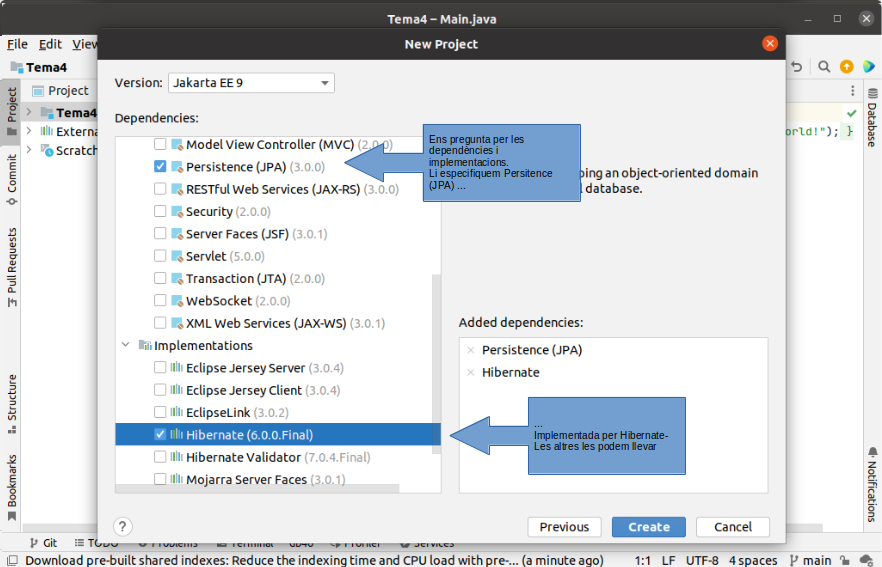 Tema4 – Main.java
New Project
File Edit View
Tema4
Version: Jakarta EE 9
Project
Dependencies:
Tema4
Externa
Scratch
Model View Controller (MVC) (2.0.0)
Persistence (JPA) (3.0.0)
RESTful Web Services (JAX-RS) (3.0.0)
Security (2.0.0)
Server Faces (JSF) (3.0.1)
Servlet (5.0.0)
Transaction (JTA) (2.0.0)
WebSocket (2.0.0)
XML Web Services (JAX-WS) (3.0.1)
Implementations
Eclipse Jersey Server (3.0.4)
Eclipse Jersey Client (3.0.4)
EclipseLink (3.0.2)
Hibernate (6.0.0.Final)
Hibernate Validator (7.0.4.Final)
Mojarra Server Faces (3.0.1)
Ens pregunta per les
dependències i
implementacions.
Li especifiquem Persitence
(JPA) ...
ping an object-oriented domain
database.
orld!"); }
Added dependencies:
Persistence (JPA)
Hibernate
...
Implementada per Hibernate-
Les altres les podem llevar
? Previous Create Cancel
Project
Commit
Pull Requests
Structure
Bookmarks
Database
Notifications
Git TODO Problems Terminal Profiler Services
Download pre-built shared indexes: Reduce the indexing time and CPU load with pre-... (a minute ago) 1:1 LF UTF-8 4 spaces main